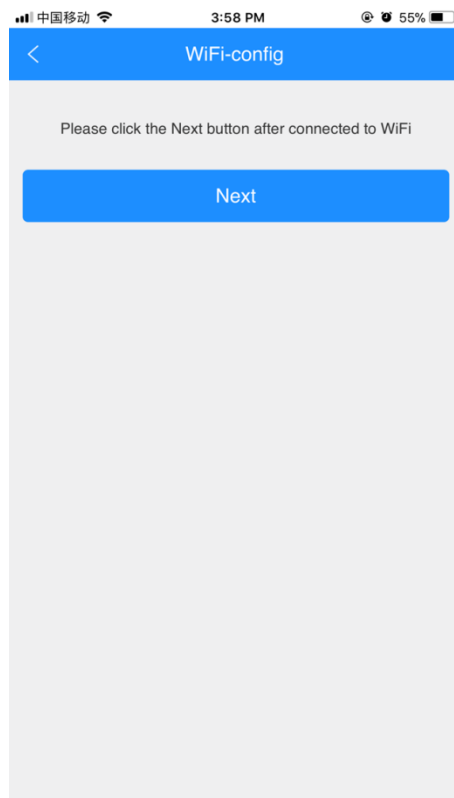 中国移动 3:58 PM 55%
WiFi-config
Please click the Next button after connected to WiFi
Next